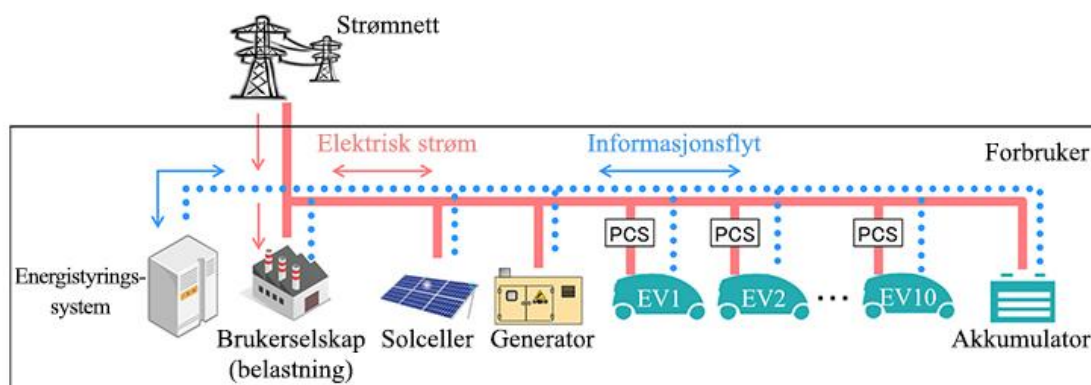 Strømnett
Elektrisk strøm
Informasjonsflyt
Forbruker
PCS
PCS
PCS
Energistyrings-
system
EV1
EV2
...
EV10
Brukerselskap
(belastning)
Solceller
Generator
Akkumulator